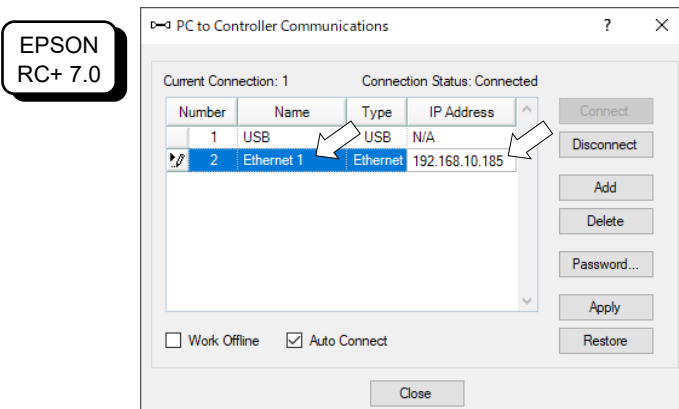 EPSON
RC+ 7.0
PC to Controller Communications
?
Current Connection: 1 Connection Status: Connected
Number Name Type IP Address
1 USB USB N/A
2 Ethernet 1 Ethernet 192.168.10.185
Connect
Disconnect
Add
Delete
Password...
Apply
Restore
Work Offline Auto Connect
Close